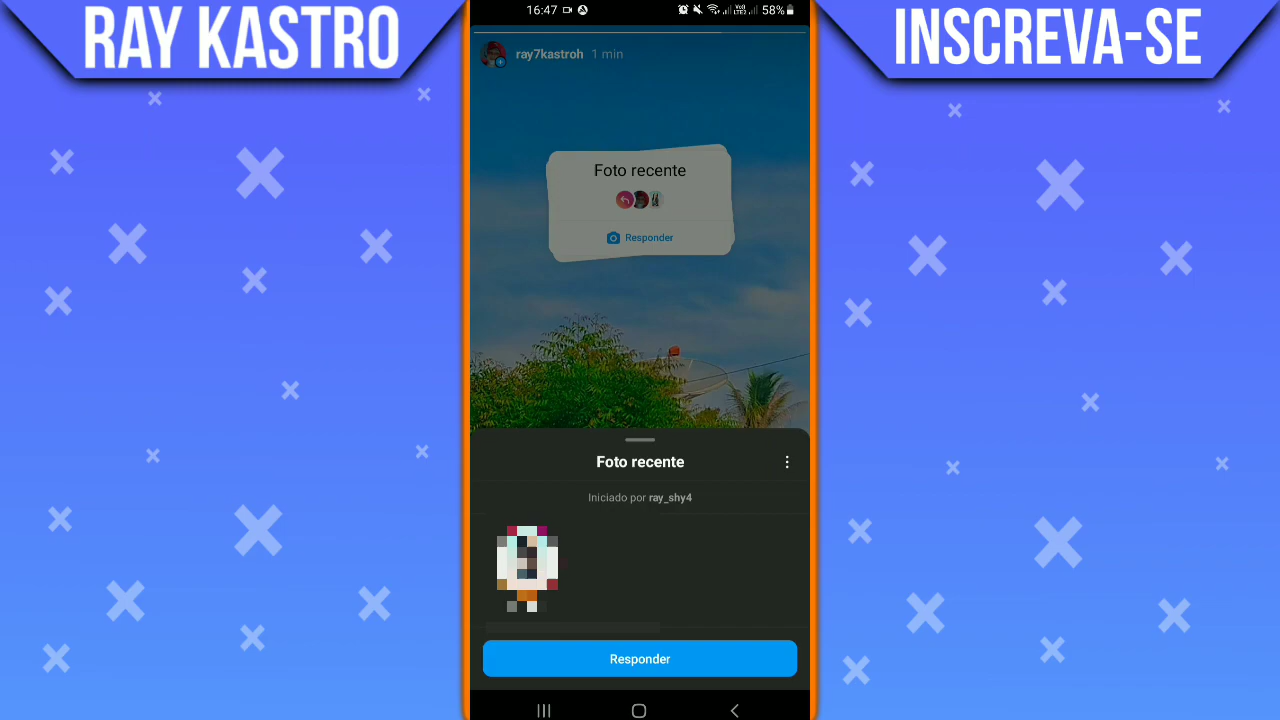 RAY KASTRO
INSCREVA-SE
16:47
58%
ray7kastroh 1 min
Foto recente
Responder
Foto recente
Iniciado por ray_shy4
Responder